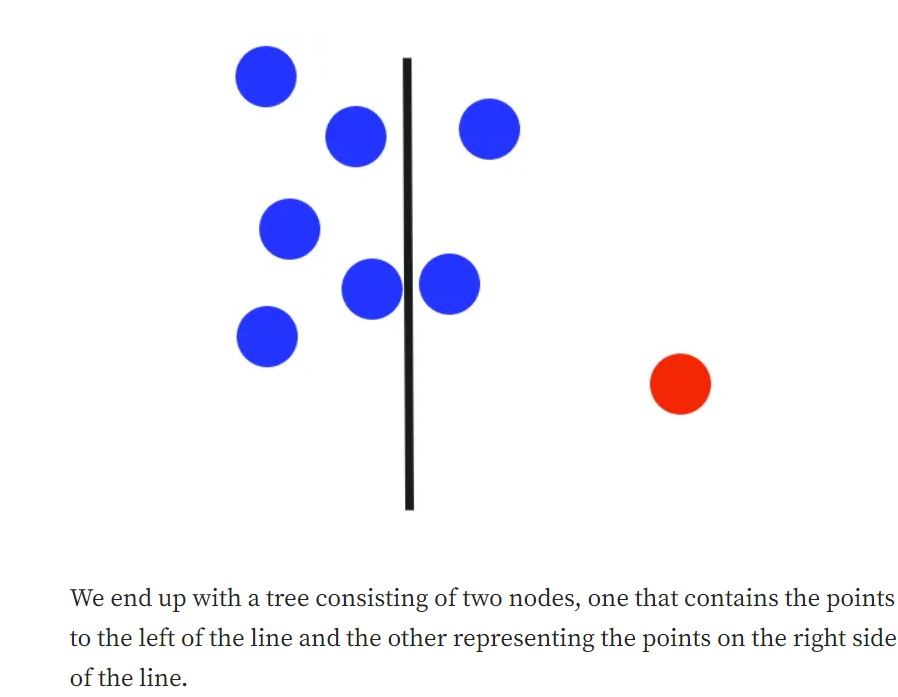 We end up with a tree consisting of two nodes, one that contains the points
to the left of the line and the other representing the points on the right side
of the line.